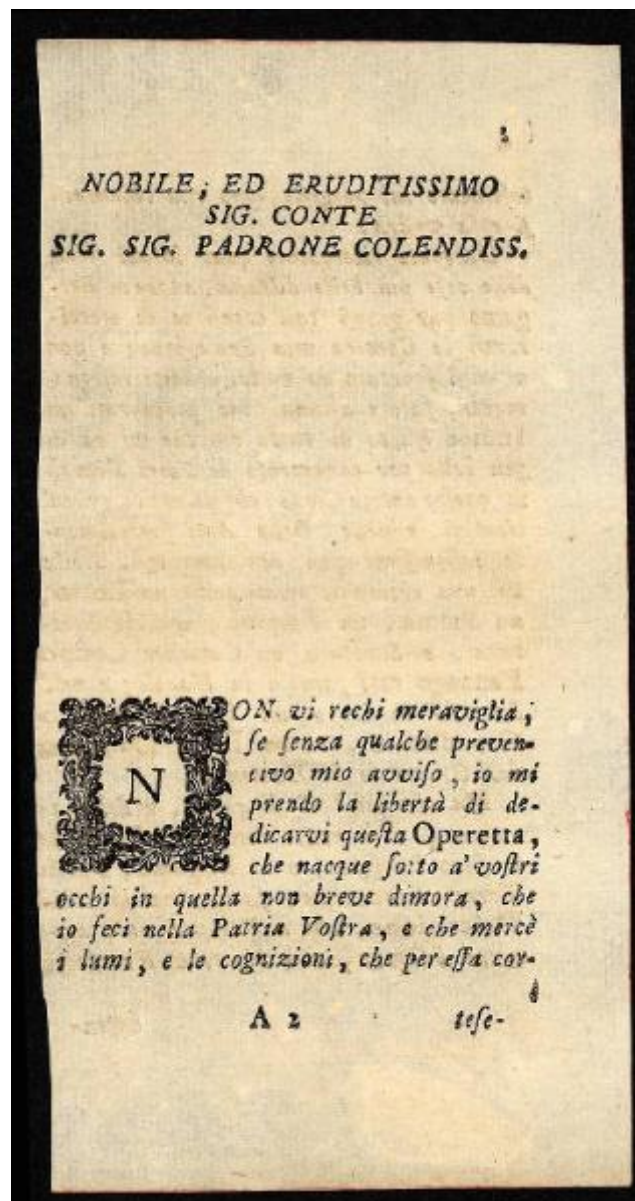 NOBILE, ED ERUDITISSIMO
SIG. CONTE
SIG. SIG. PADRONE COLENDISS.
NON vi rechi meraviglia,
ſe ſenza qualche preven-
tivo mio avviſo, io mi
prendo la libertà di de-
dicarvi queſta Operetta,
che nacque ſotto a' voſtri
occhi in quella non breve dimora, che
io feci nella Patria Voſtra, e che mercè
i lumi, e le cognizioni, che per eſſa cor-
A 2 teſe-